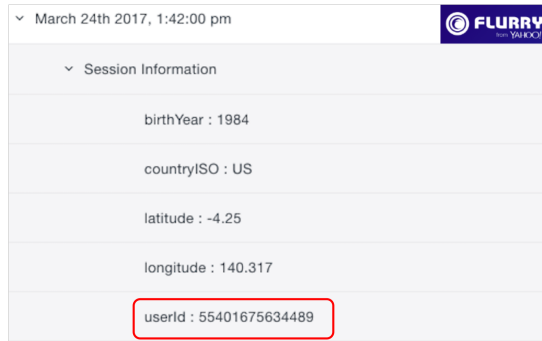 March 24th 2017, 1:42:00 pm
FLURRY
from YAHOO!
Session Information
birthYear : 1984
countryISO : US
latitude : -4.25
longitude : 140.317
userId : 55401675634489